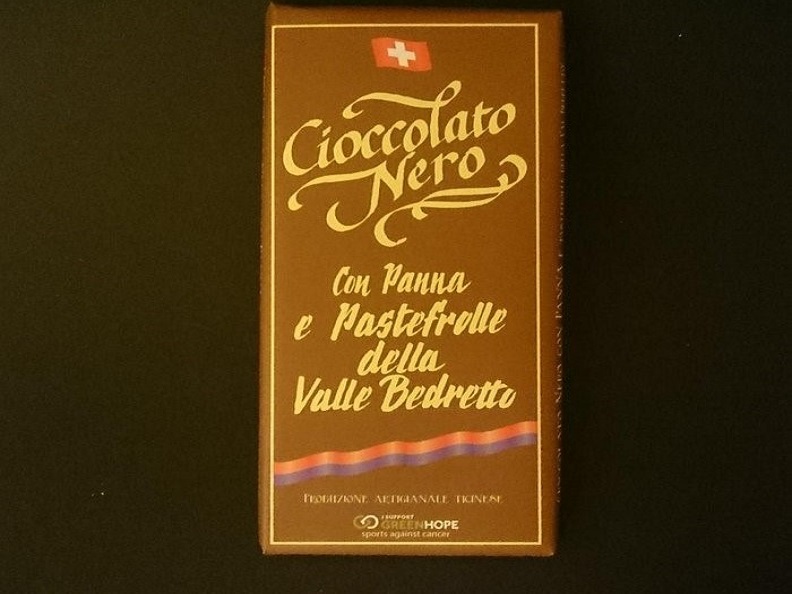 Cioccolato
Nero
Con Panna
e Pastefrolle
della
Valle Bedretto
PRODUZIONE ARTIGIANALE TICINESE
I SUPPORT
GREENHOPE
sports against cancer